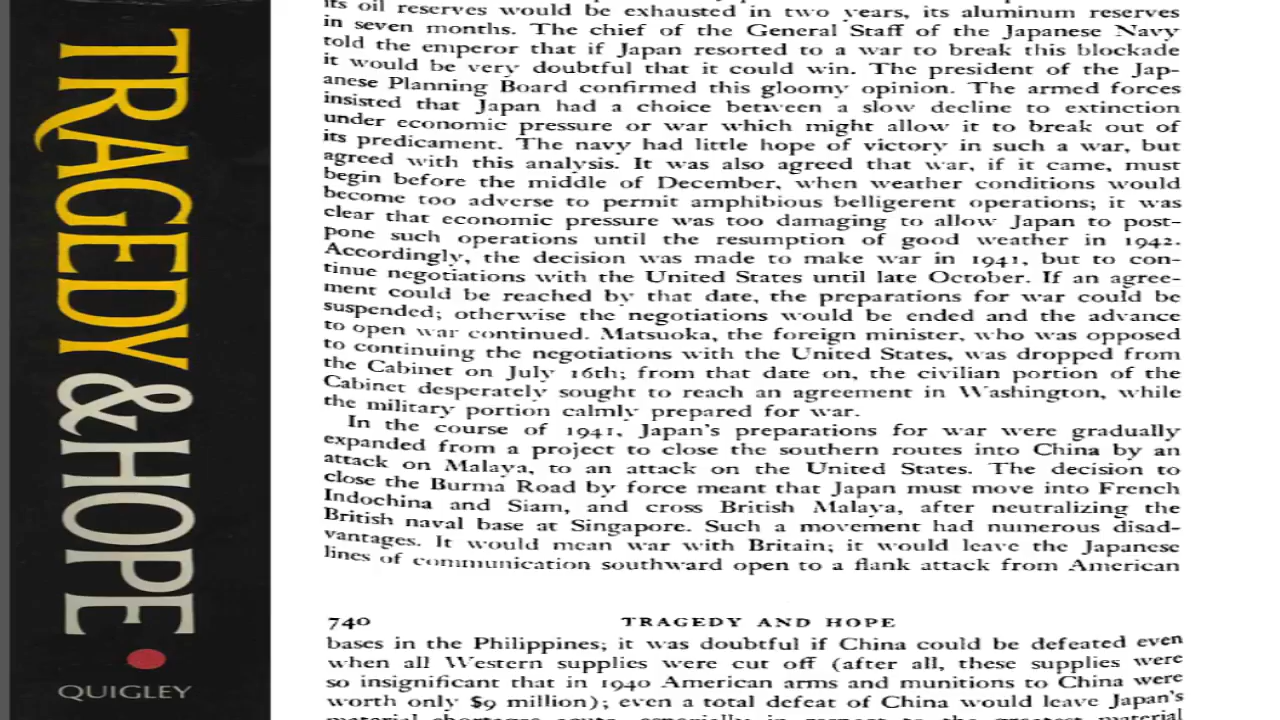 TRAGEDY & HOPE
QUIGLEY
its oil reserves would be exhausted in two years, its aluminum reserves
in seven months. The chief of the General Staff of the Japanese Navy
told the emperor that if Japan resorted to a war to break this blockade
it would be very doubtful that it could win. The president of the Jap-
anese Planning Board confirmed this gloomy opinion. The armed forces
insisted that Japan had a choice between a slow decline to extinction
under economic pressure or war which might allow it to break out of
its predicament. The navy had little hope of victory in such a war, but
agreed with this analysis. It was also agreed that war, if it came, must
begin before the middle of December, when weather conditions would
become too adverse to permit amphibious belligerent operations; it was
clear that economic pressure was too damaging to allow Japan to post-
pone such operations until the resumption of good weather in 1942.
Accordingly, the decision was made to make war in 1941, but to con-
tinue negotiations with the United States until late October. If an agree-
ment could be reached by that date, the preparations for war could be
suspended; otherwise the negotiations would be ended and the advance
to open war continued. Matsuoka, the foreign minister, who was opposed
to continuing the negotiations with the United States, was dropped from
the Cabinet on July 16th; from that date on, the civilian portion of the
Cabinet desperately sought to reach an agreement in Washington, while
the military portion calmly prepared for war.
In the course of 1941, Japan's preparations for war were gradually
expanded from a project to close the southern routes into China by an
attack on Malaya, to an attack on the United States. The decision to
close the Burma Road by force meant that Japan must move into French
Indochina and Siam, and cross British Malaya, after neutralizing the
British naval base at Singapore. Such a movement had numerous disad-
vantages. It would mean war with Britain; it would leave the Japanese
lines of communication southward open to a flank attack from American
740 TRAGEDY AND HOPE
bases in the Philippines; it was doubtful if China could be defeated even
when all Western supplies were cut off (after all, these supplies were
so insignificant that in 1940 American arms and munitions to China were
worth only $9 million); even a total defeat of China would leave Japan's
material shortages acute, especially in respect to the greatest material